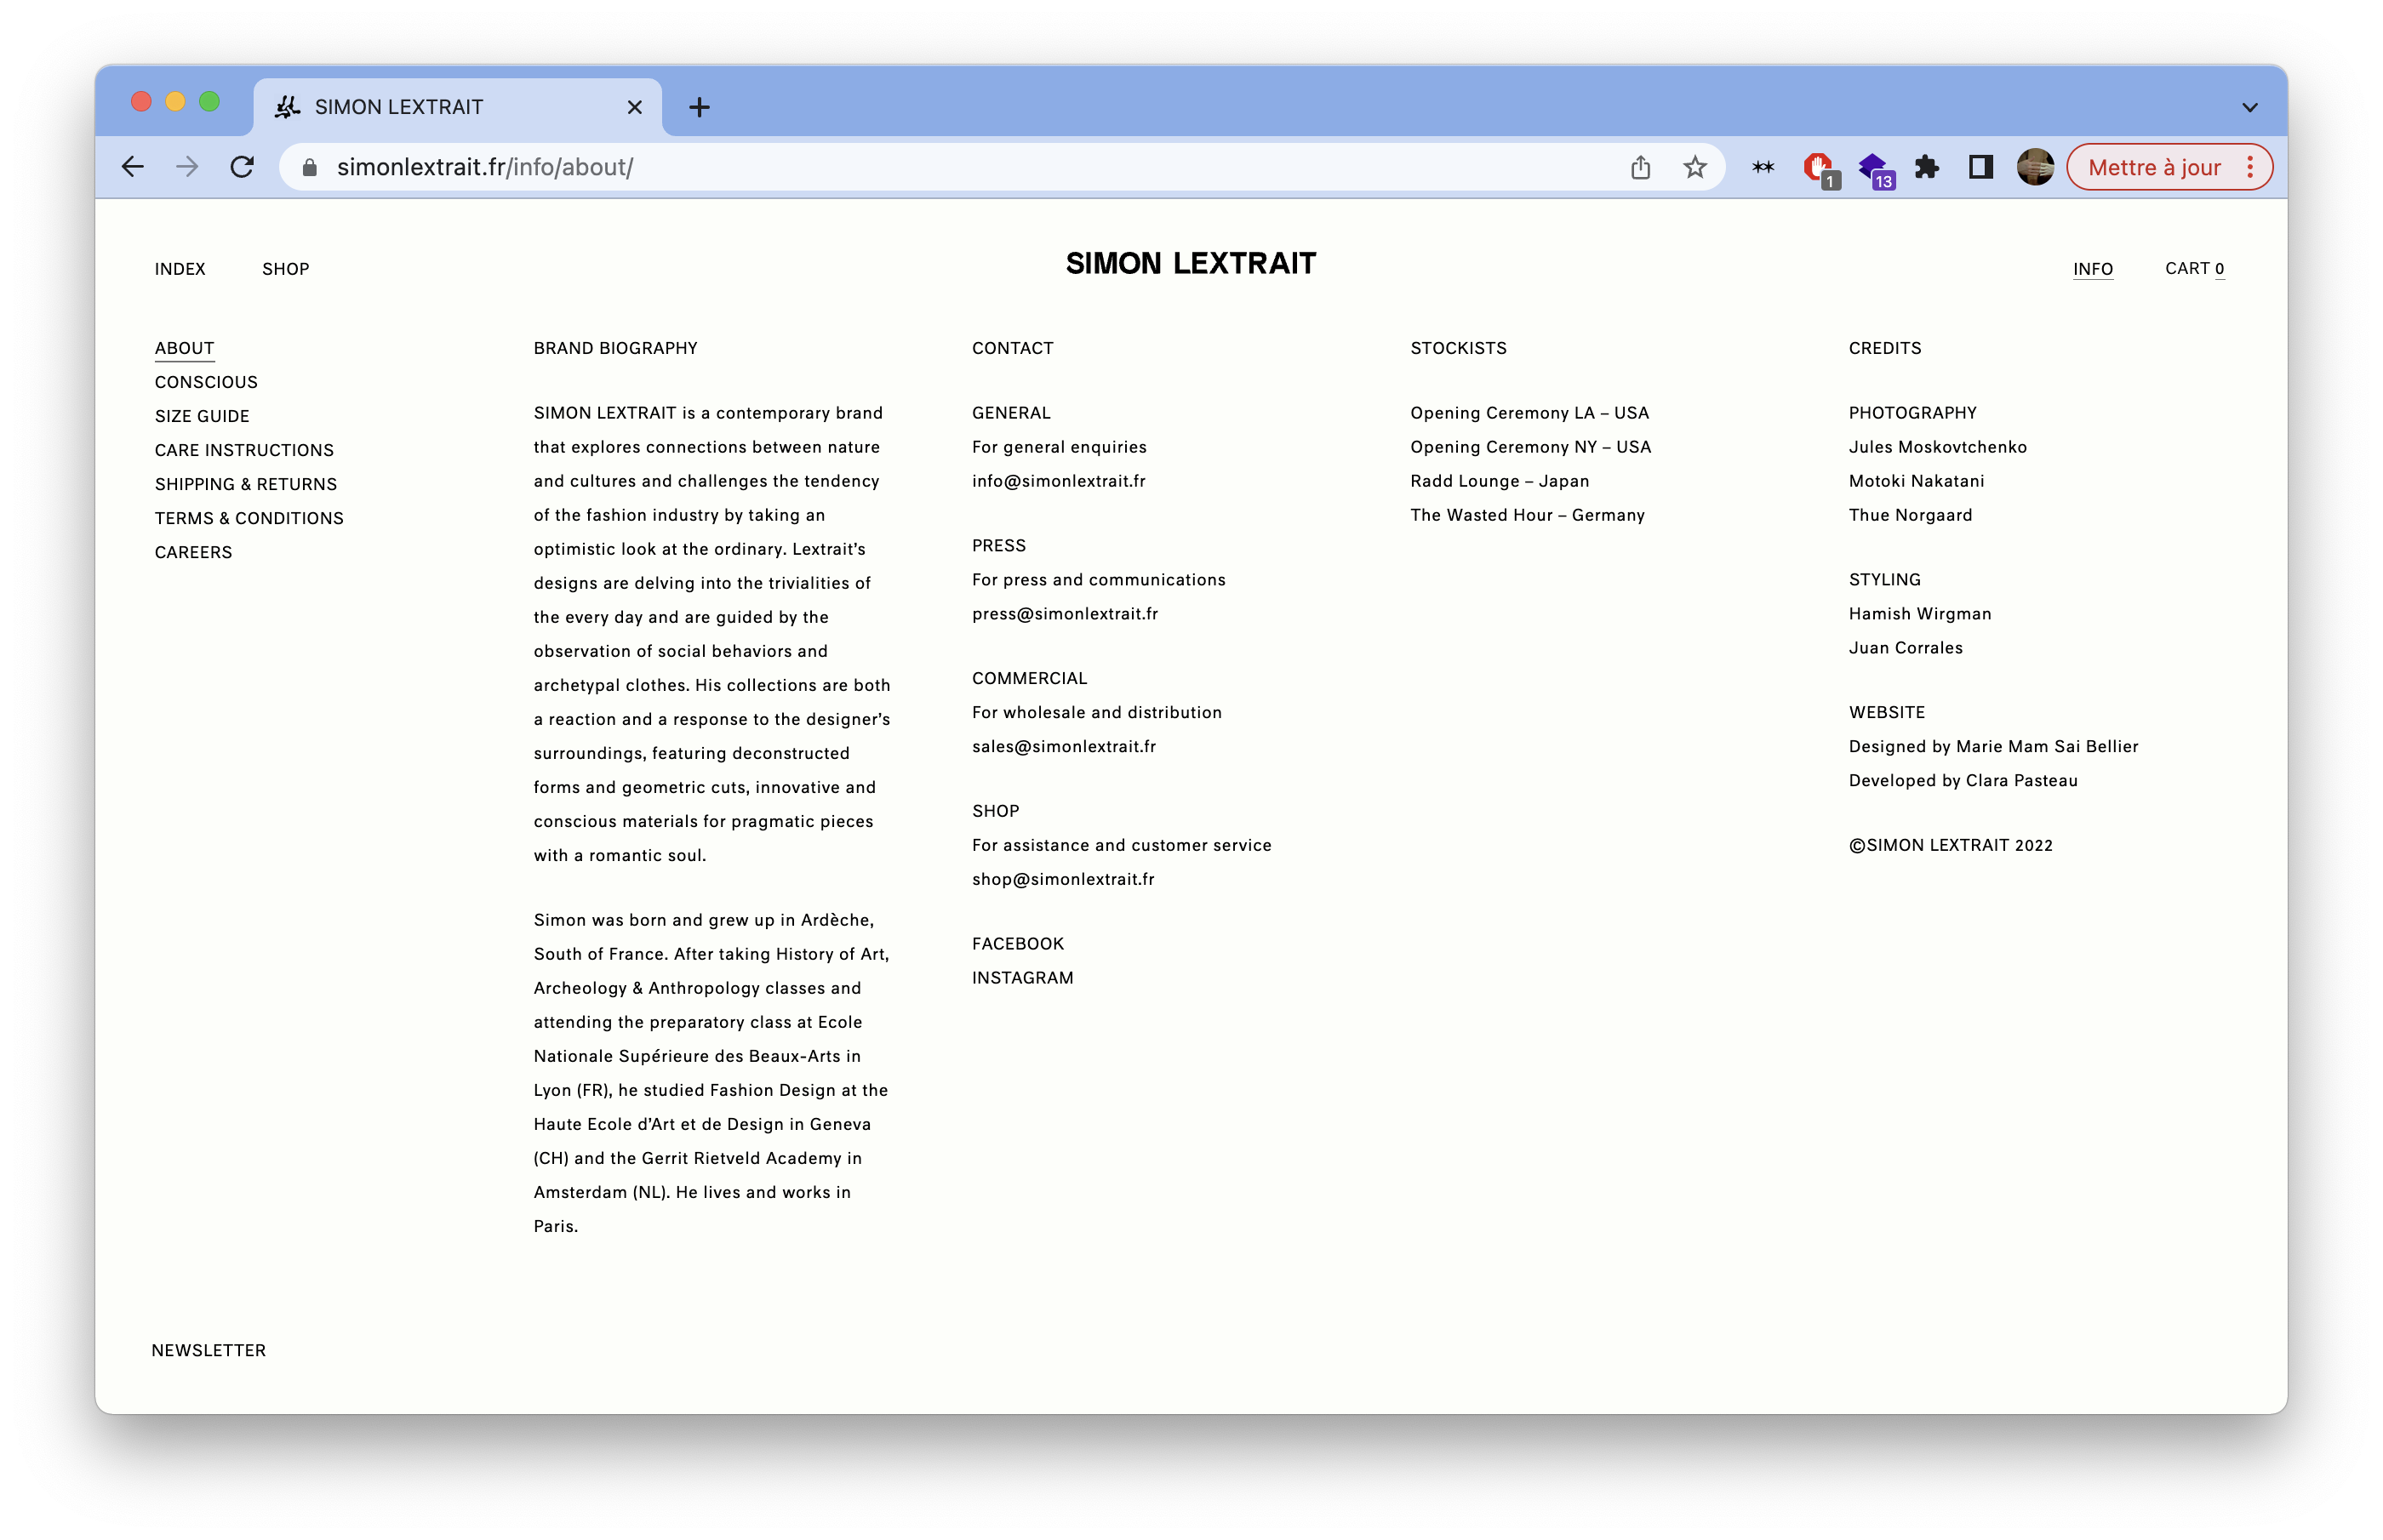 SIMON LEXTRAIT
simonlextrait.fr/info/about/
1
13
Mettre à jour
INDEX
SHOP
SIMON LEXTRAIT
INFO
CART 0
ABOUT
CONSCIOUS
SIZE GUIDE
CARE INSTRUCTIONS
SHIPPING & RETURNS
TERMS & CONDITIONS
CAREERS
BRAND BIOGRAPHY
SIMON LEXTRAIT is a contemporary brand
that explores connections between nature
and cultures and challenges the tendency
of the fashion industry by taking an
optimistic look at the ordinary. Lextrait’s
designs are delving into the trivialities of
the every day and are guided by the
observation of social behaviors and
archetypal clothes. His collections are both
a reaction and a response to the designer’s
surroundings, featuring deconstructed
forms and geometric cuts, innovative and
conscious materials for pragmatic pieces
with a romantic soul.
Simon was born and grew up in Ardèche,
South of France. After taking History of Art,
Archeology & Anthropology classes and
attending the preparatory class at Ecole
Nationale Supérieure des Beaux-Arts in
Lyon (FR), he studied Fashion Design at the
Haute Ecole d’Art et de Design in Geneva
(CH) and the Gerrit Rietveld Academy in
Amsterdam (NL). He lives and works in
Paris.
CONTACT
GENERAL
For general enquiries
info@simonlextrait.fr
PRESS
For press and communications
press@simonlextrait.fr
COMMERCIAL
For wholesale and distribution
sales@simonlextrait.fr
SHOP
For assistance and customer service
shop@simonlextrait.fr
FACEBOOK
INSTAGRAM
STOCKISTS
Opening Ceremony LA – USA
Opening Ceremony NY – USA
Radd Lounge – Japan
The Wasted Hour – Germany
CREDITS
PHOTOGRAPHY
Jules Moskovtchenko
Motoki Nakatani
Thue Norgaard
STYLING
Hamish Wirgman
Juan Corrales
WEBSITE
Designed by Marie Mam Sai Bellier
Developed by Clara Pasteau
©SIMON LEXTRAIT 2022
NEWSLETTER